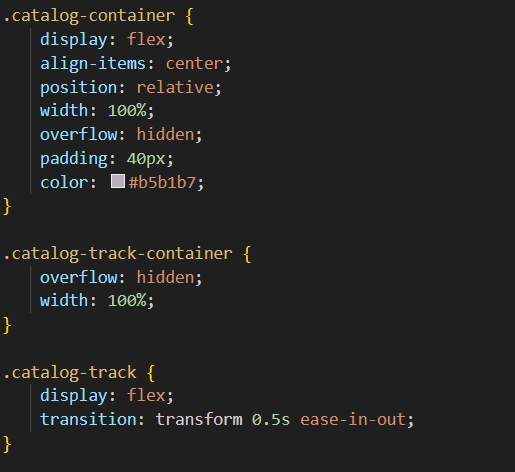 .catalog-container {
    display: flex;
    align-items: center;
    position: relative;
    width: 100%;
    overflow: hidden;
    padding: 40px;
    color: #b5b1b7;
}

.catalog-track-container {
    overflow: hidden;
    width: 100%;
}

.catalog-track {
    display: flex;
    transition: transform 0.5s ease-in-out;
}